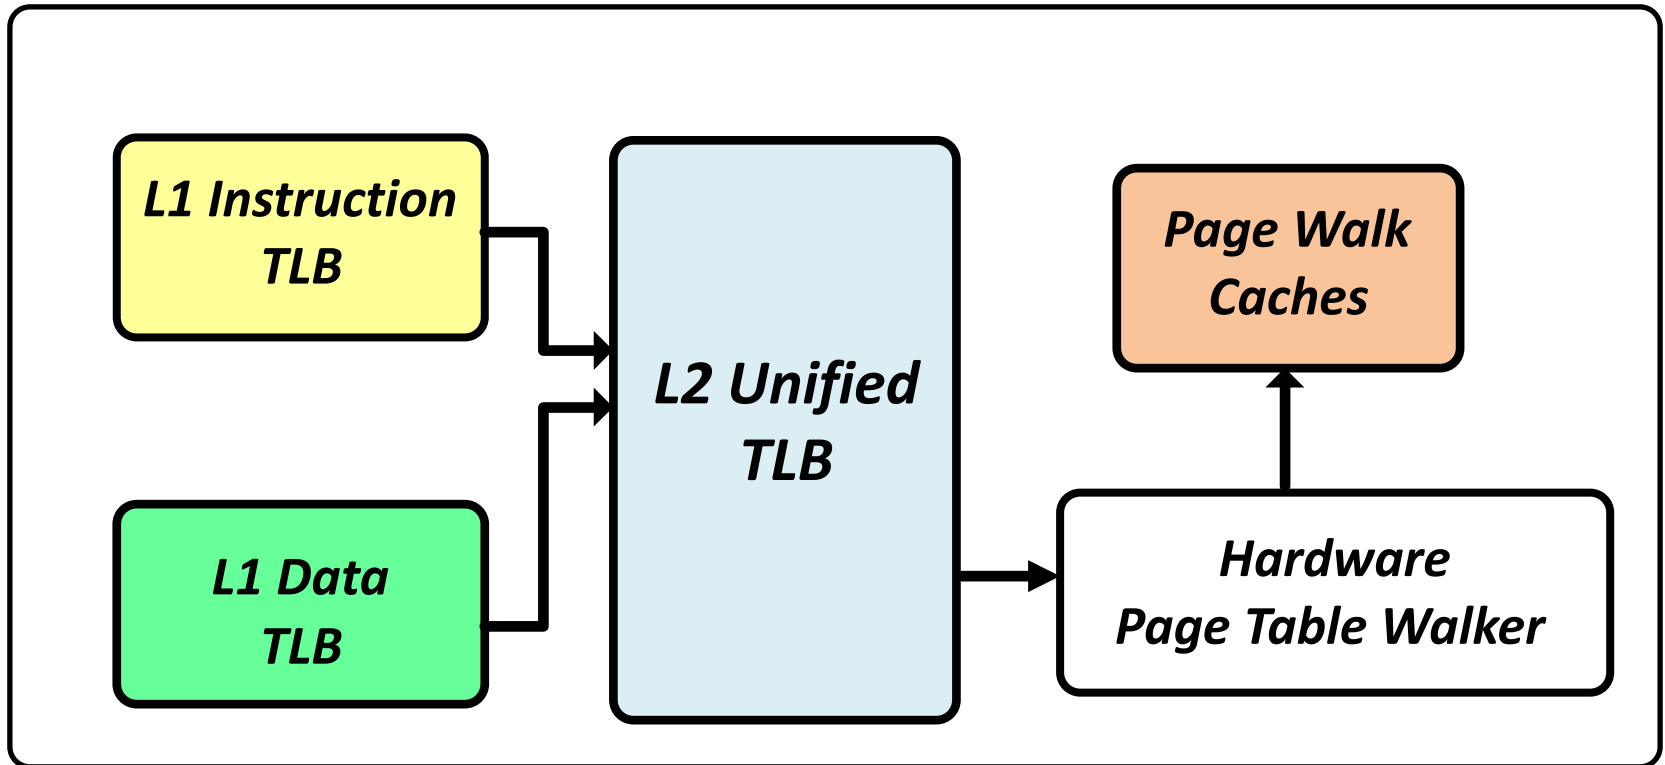 L1 Instruction
TLB
L1 Data
TLB
L2 Unified
TLB
Page Walk
Caches
Hardware
Page Table Walker